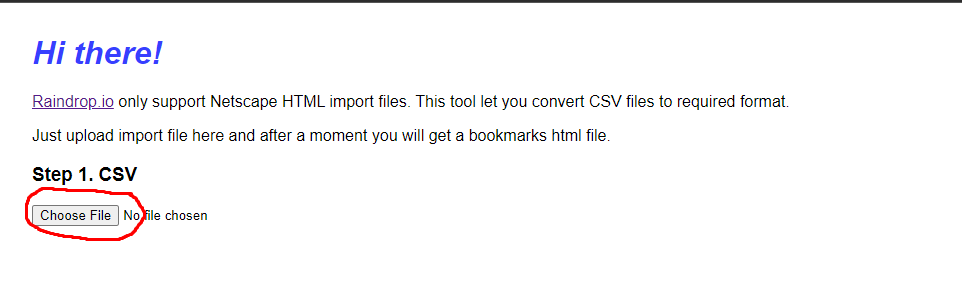 Hi there!
Raindrop.io only support Netscape HTML import files. This tool let you convert CSV files to required format.
Just upload import file here and after a moment you will get a bookmarks html file.
Step 1. CSV
Choose File No file chosen